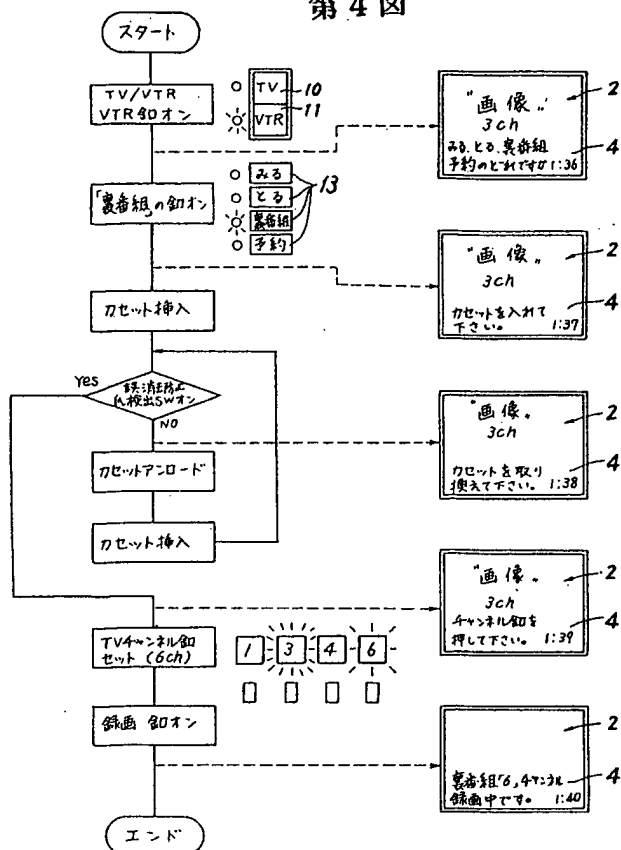 第4図
スタート
TV/VTR
VTR釦オン
TV
VTR
10
11
"画像"
3ch
みる、とる、裏番組
予約のどれですか 1:36
2
4
「裏番組」の釦オン
みる
とる
裏番組
予約
13
"画像"
3ch
カセットを入れて
下さい。 1:37
2
4
カセット挿入
yes
誤消去防止
孔検出SWオン
NO
"画像"
3ch
カセットを取り
換えて下さい。 1:38
2
4
カセットアンロード
カセット挿入
"画像"
3ch
チャンネル釦を
押して下さい。 1:39
2
4
TVチャンネル釦
セット (6ch)
1 3 4 6
録画 釦オン
裏番組「6」チャンネル
録画中です。 1:40
2
4
エンド